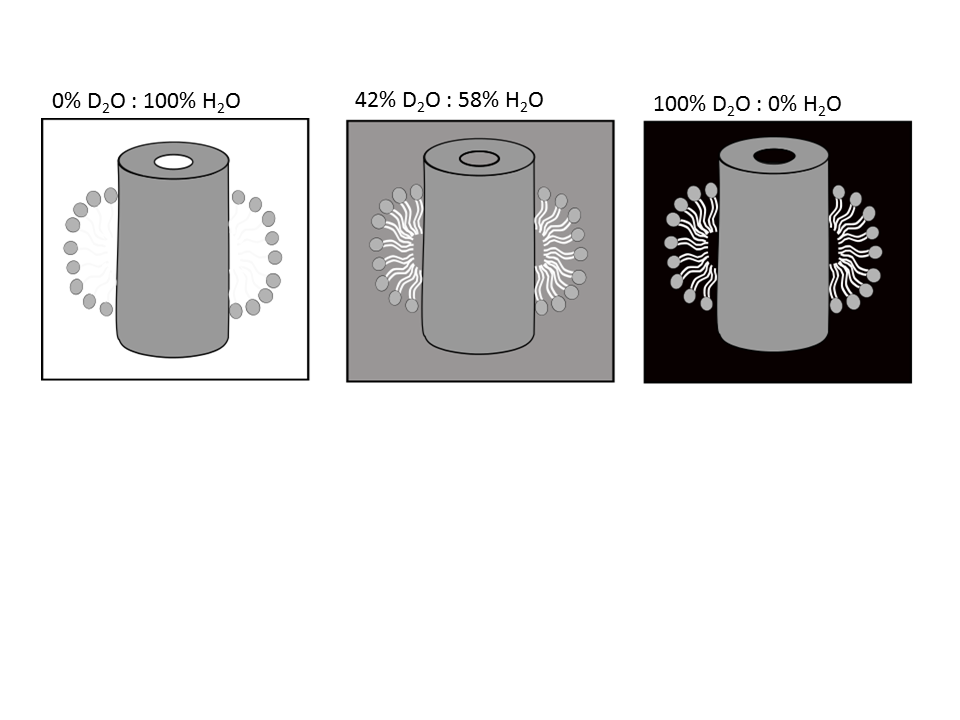 0% D₂O : 100% H₂O
42% D₂O : 58% H₂O
100% D₂O : 0% H₂O